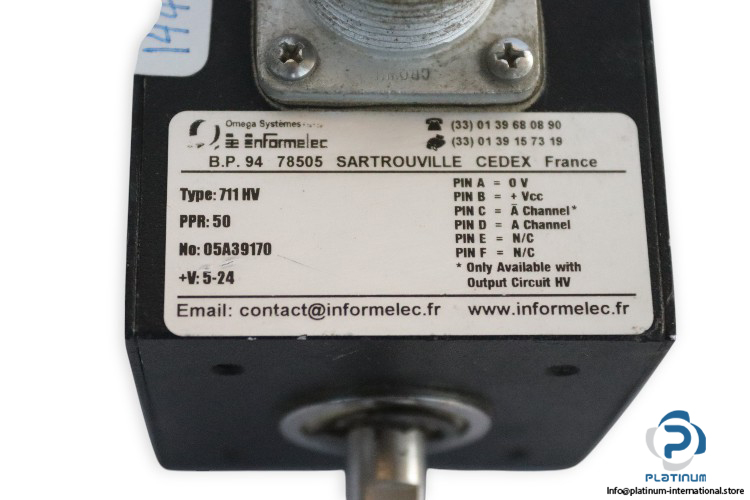 144
CROWN
Omega Systèmes
informelec
(33) 01 39 68 08 90
(33) 01 39 15 73 19
B.P. 94 78505 SARTROUVILLE CEDEX France
Type: 711 HV
PPR: 50
No: 05A39170
+V: 5-24
PIN A = 0 V
PIN B = + Vcc
PIN C = Ā Channel*
PIN D = A Channel
PIN E = N/C
PIN F = N/C
* Only Available with
Output Circuit HV
Email: contact@informelec.fr www.informelec.fr
PLATINUM
Info@platinum-international.store